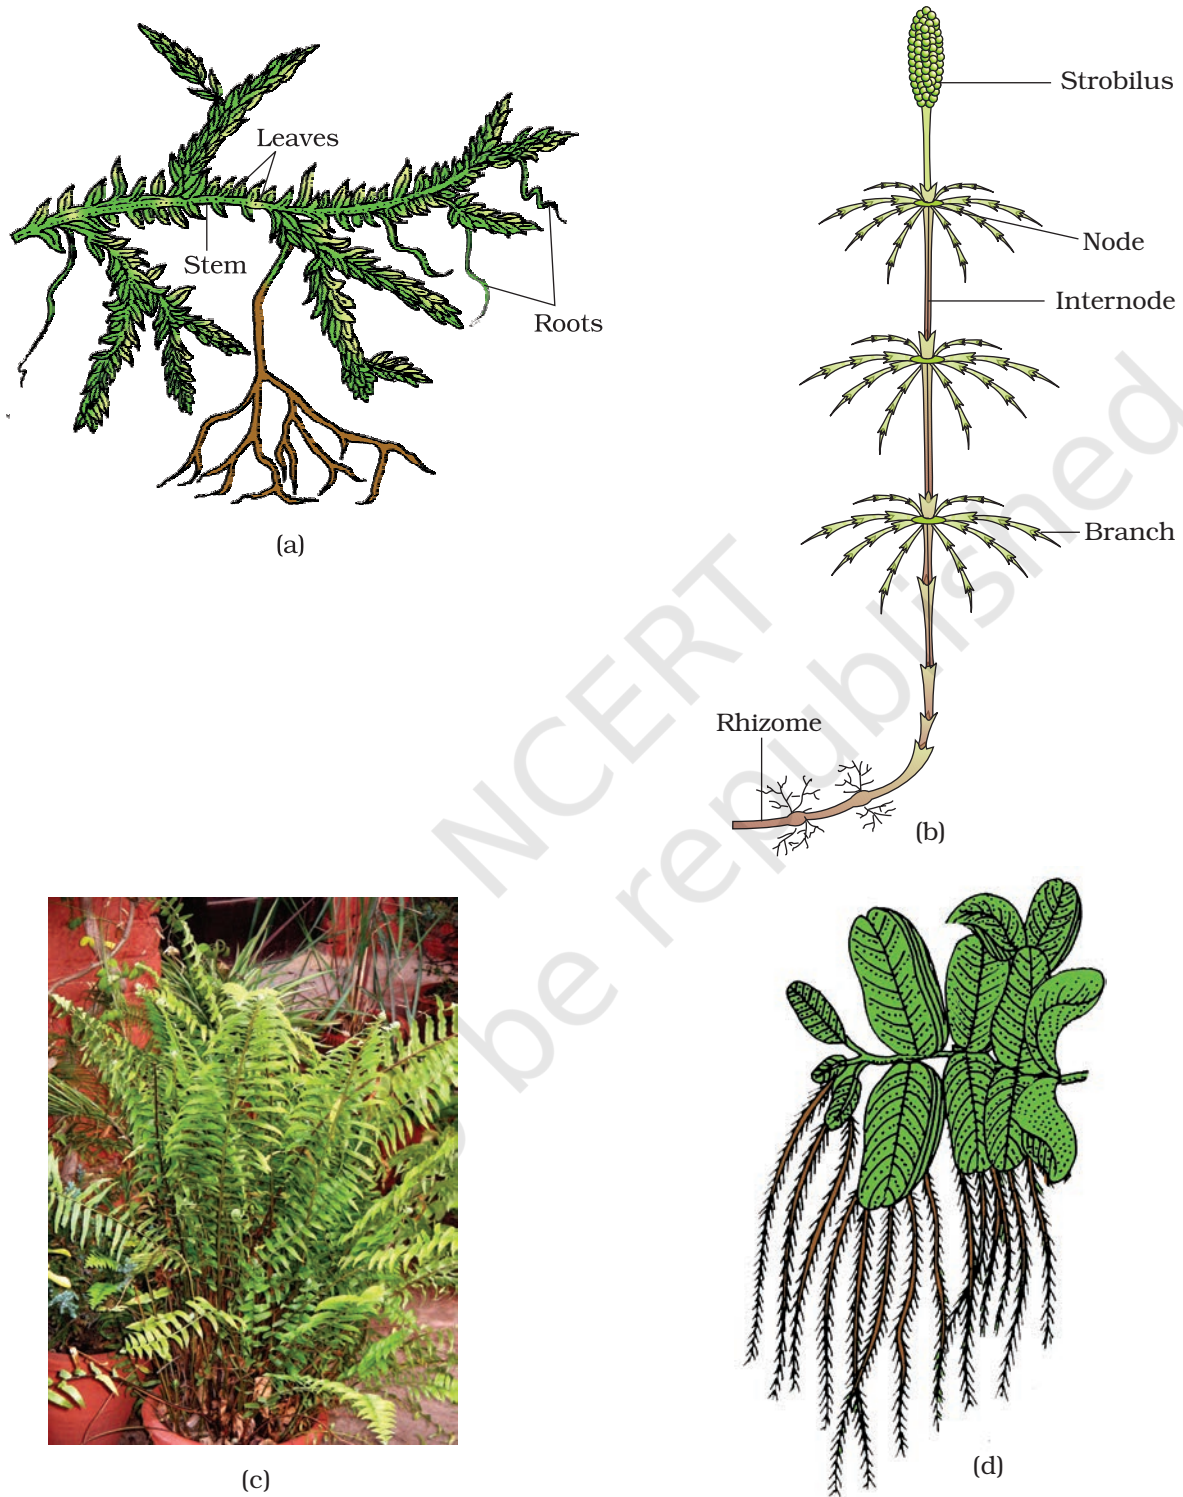 Strobilus
Leaves
Node
Stem
Internode
Roots
Branch
(a)
Rhizome
(b)
(c)
(d)
NCERT
be republished